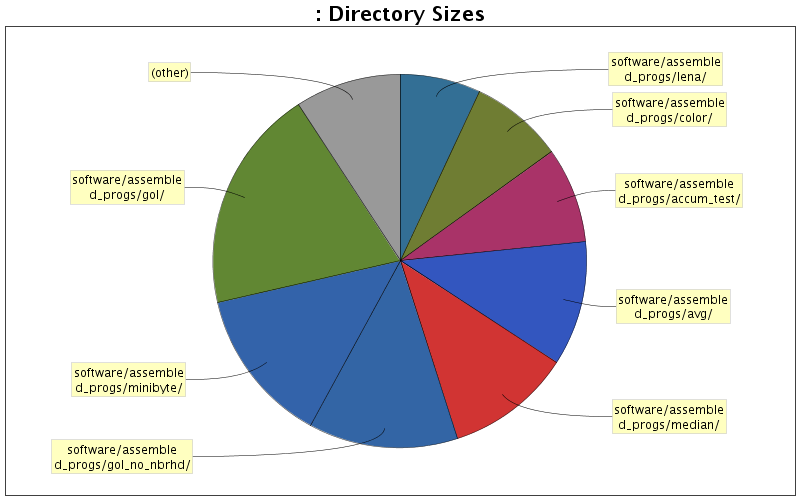 : Directory Sizes
software/assemble
d_progs/lena/
software/assemble
d_progs/color/
software/assemble
d_progs/accum_test/
software/assemble
d_progs/avg/
software/assemble
d_progs/median/
software/assemble
d_progs/gol_no_nbrhd/
software/assemble
d_progs/minibyte/
software/assemble
d_progs/gol/
(other)